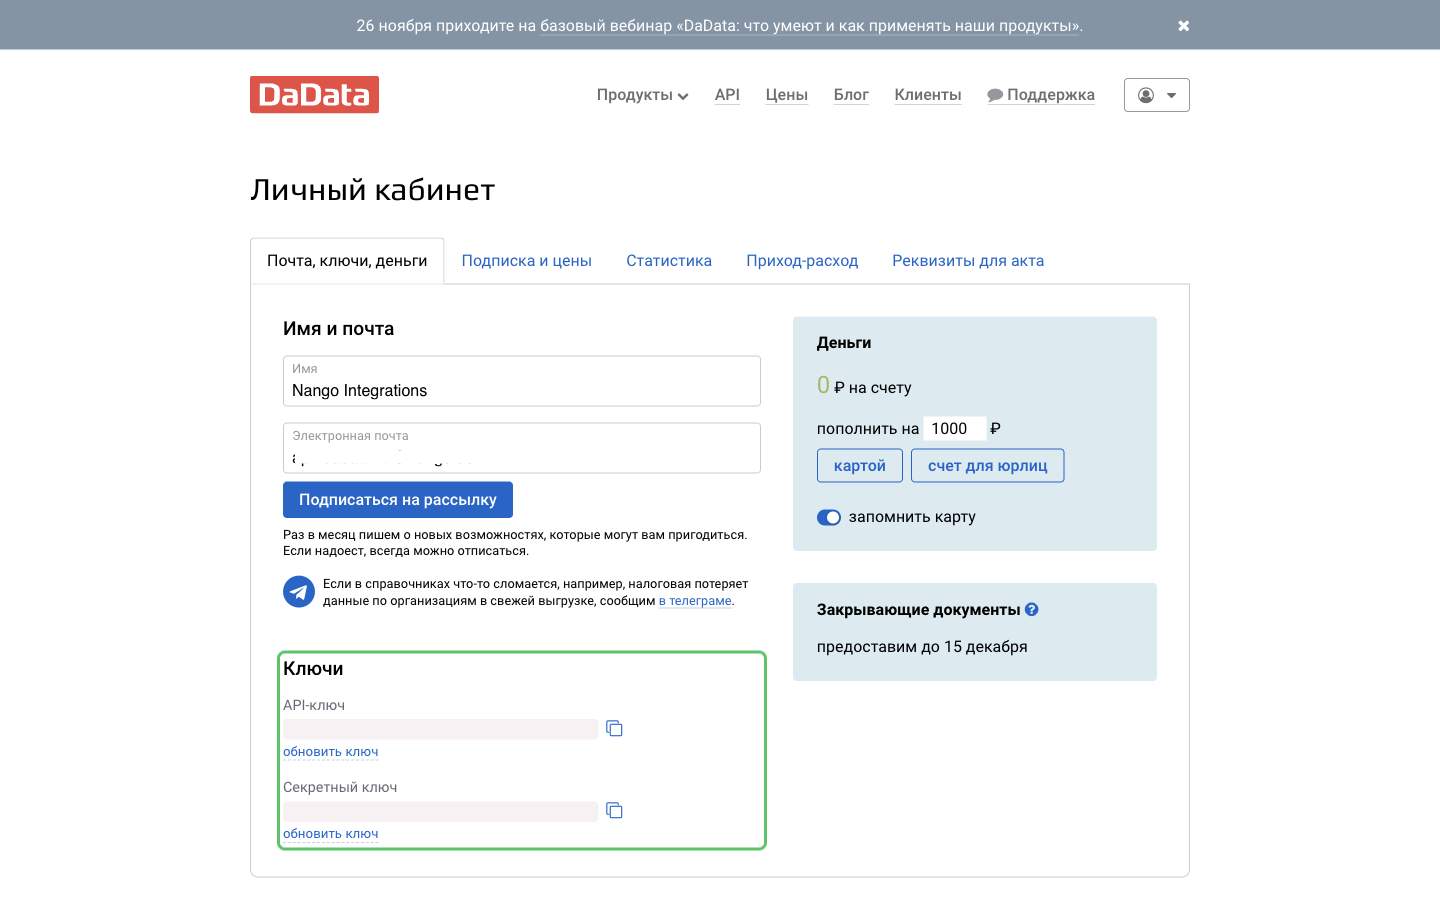 26 ноября приходите на базовый вебинар «DaData: что умеют и как применять наши продукты».
DaData
Продукты
API
Цены
Блог
Клиенты
Поддержка
Личный кабинет
Почта, ключи, деньги
Подписка и цены
Статистика
Приход-расход
Реквизиты для акта
Имя и почта
Имя
Nango Integrations
Электронная почта
Подписаться на рассылку
Раз в месяц пишем о новых возможностях, которые могут вам пригодиться.
Если надоест, всегда можно отписаться.
Если в справочниках что-то сломается, например, налоговая потеряет
данные по организациям в свежей выгрузке, сообщим в телеграме.
Ключи
API-ключ
обновить ключ
Секретный ключ
обновить ключ
Деньги
0 ₽ на счету
пополнить на 1000 ₽
картой
счет для юрлиц
запомнить карту
Закрывающие документы ?
предоставим до 15 декабря